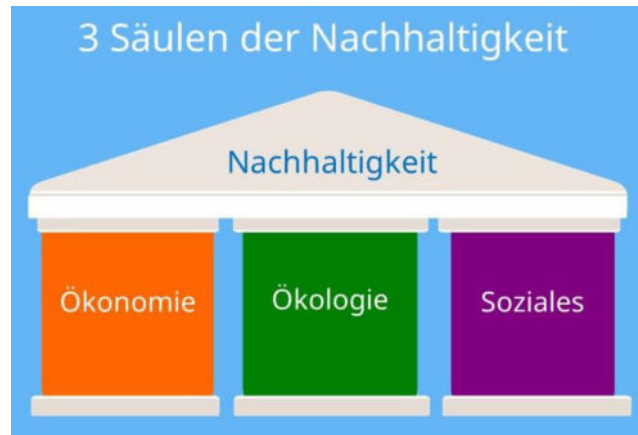 3 Säulen der Nachhaltigkeit
Nachhaltigkeit
Ökonomie
Ökologie
Soziales